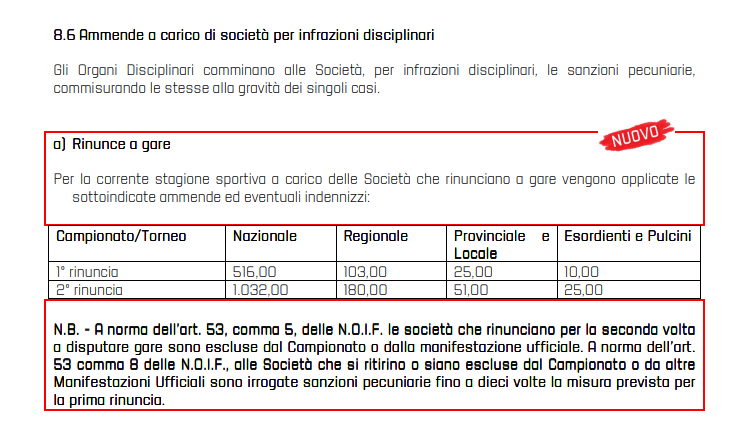 8.6 Ammende a carico di società per infrazioni disciplinari
Gli Organi Disciplinari comminano alle Società, per infrazioni disciplinari, le sanzioni pecuniarie,
commisurando le stesse alla gravità dei singoli casi.
NUOVO
a) Rinunce a gare
Per la corrente stagione sportiva a carico delle Società che rinunciano a gare vengono applicate le
sottoindicate ammende ed eventuali indennizzi:
Campionato/Torneo Nazionale Regionale Provinciale e Esordienti e Pulcini
Locale
1° rinuncia 516,00 103,00 25,00 10,00
2° rinuncia 1.032,00 180,00 51,00 25,00
N.B. - A norma dell'art. 53, comma 5, delle N.O.I.F. le società che rinunciano per la seconda volta
a disputare gare sono escluse dal Campionato o dalla manifestazione ufficiale. A norma dell'art.
53 comma 8 delle N.O.I.F., alle Società che si ritirino o siano escluse dal Campionato o da altre
Manifestazioni Ufficiali sono irrogate sanzioni pecuniarie fino a dieci volte la misura prevista per
la prima rinuncia.